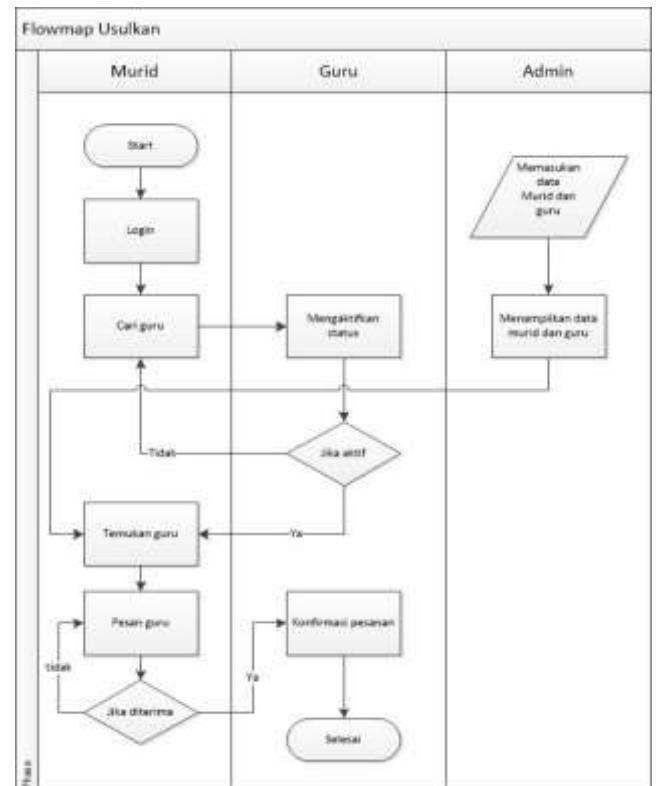 Flowmap Usulkan
Murid
Guru
Admin
Start
Memasukan
data
Murid dan
guru
Login
Cari guru
Mengaktifkan
status
Menampilkan data
murid dan guru
Tidak
Jika aktif
Temukan guru
Ya
Pesan guru
Konfirmasi pesanan
tidak
Ya
Jika diterima
Selesai
Phase